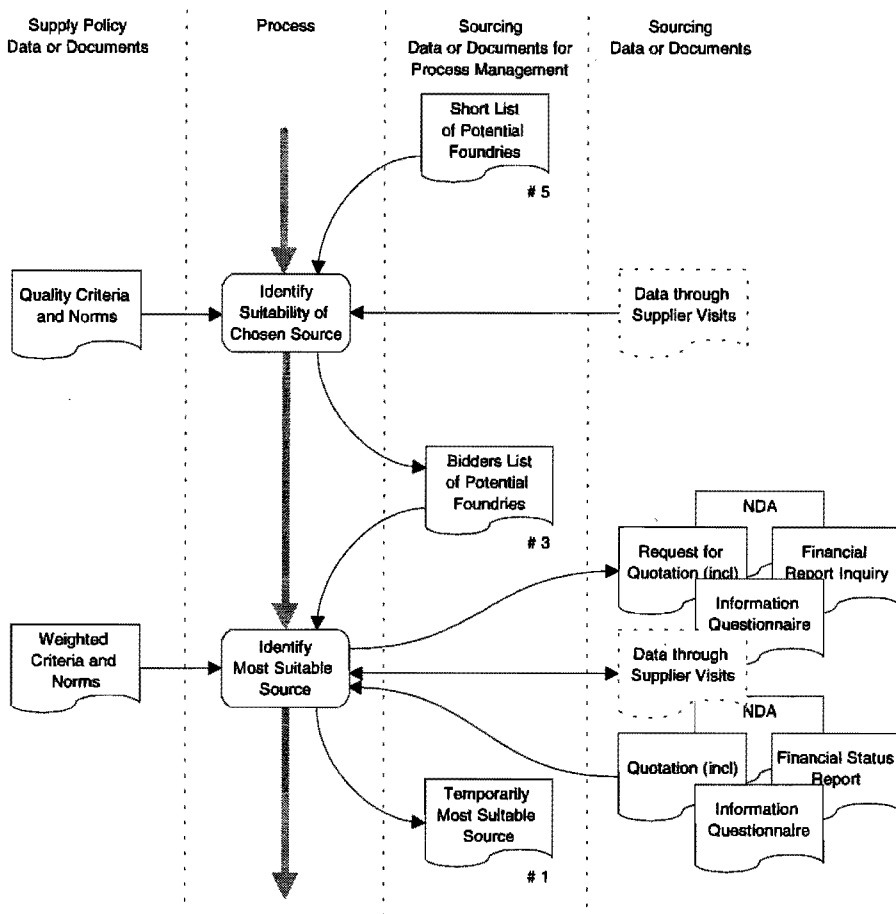 Supply Policy
Data or Documents
Process
Sourcing
Data or Documents for
Process Management
Sourcing
Data or Documents
Short List
of Potential
Foundries
# 5
Quality Criteria
and Norms
Identify
Suitability of
Chosen Source
Data through
Supplier Visits
Bidders List
of Potential
Foundries
# 3
NDA
Request for
Quotation (incl)
Financial
Report Inquiry
Information
Questionnaire
Weighted
Criteria and
Norms
Identify
Most Suitable
Source
Data through
Supplier Visits
NDA
Quotation (incl)
Financial Status
Report
Information
Questionnaire
Temporarily
Most Suitable
Source
# 1